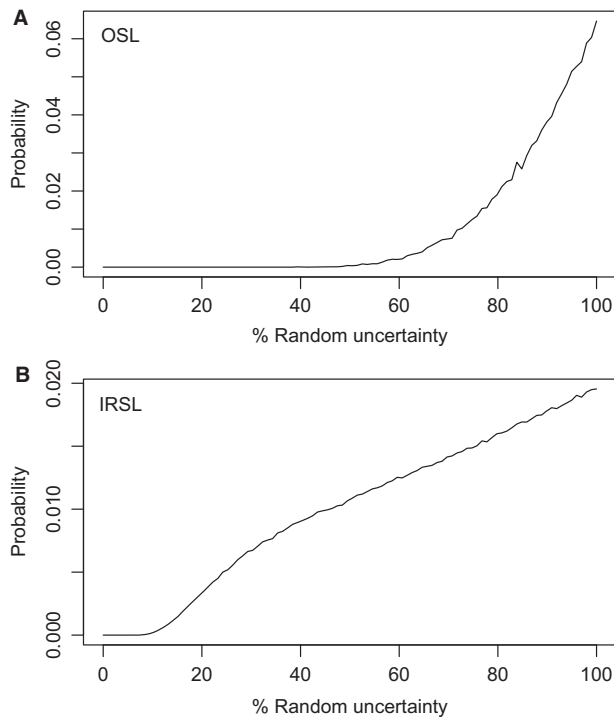 A
OSL
Probability
0.06
0.04
0.02
0.00
0 20 40 60 80 100
% Random uncertainty
B
IRSL
Probability
0.020
0.010
0.000
0 20 40 60 80 100
% Random uncertainty